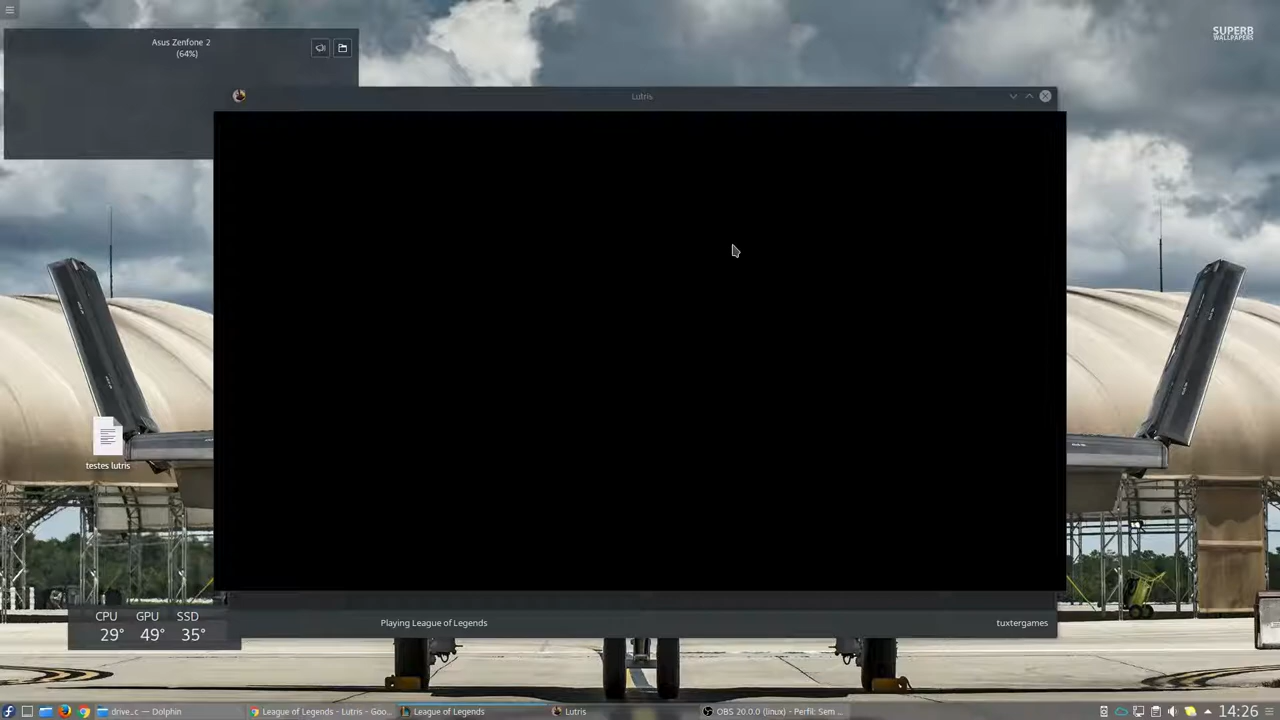 SUPERB
WALLPAPERS
Asus Zenfone 2
(64%)
Lutris
testes lutris
CPU GPU SSD
29° 49° 35°
Playing League of Legends
tuxtergames
drive_c — Dolphin
League of Legends - Lutris - Goo...
League of Legends
Lutris
OBS 20.0.0 (linux) - Perfil: Sem ...
14:26